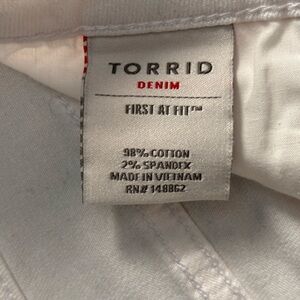 TORRID
DENIM
FIRST AT FIT™
98% COTTON
2% SPANDEX
MADE IN VIETNAM
RN# 148862